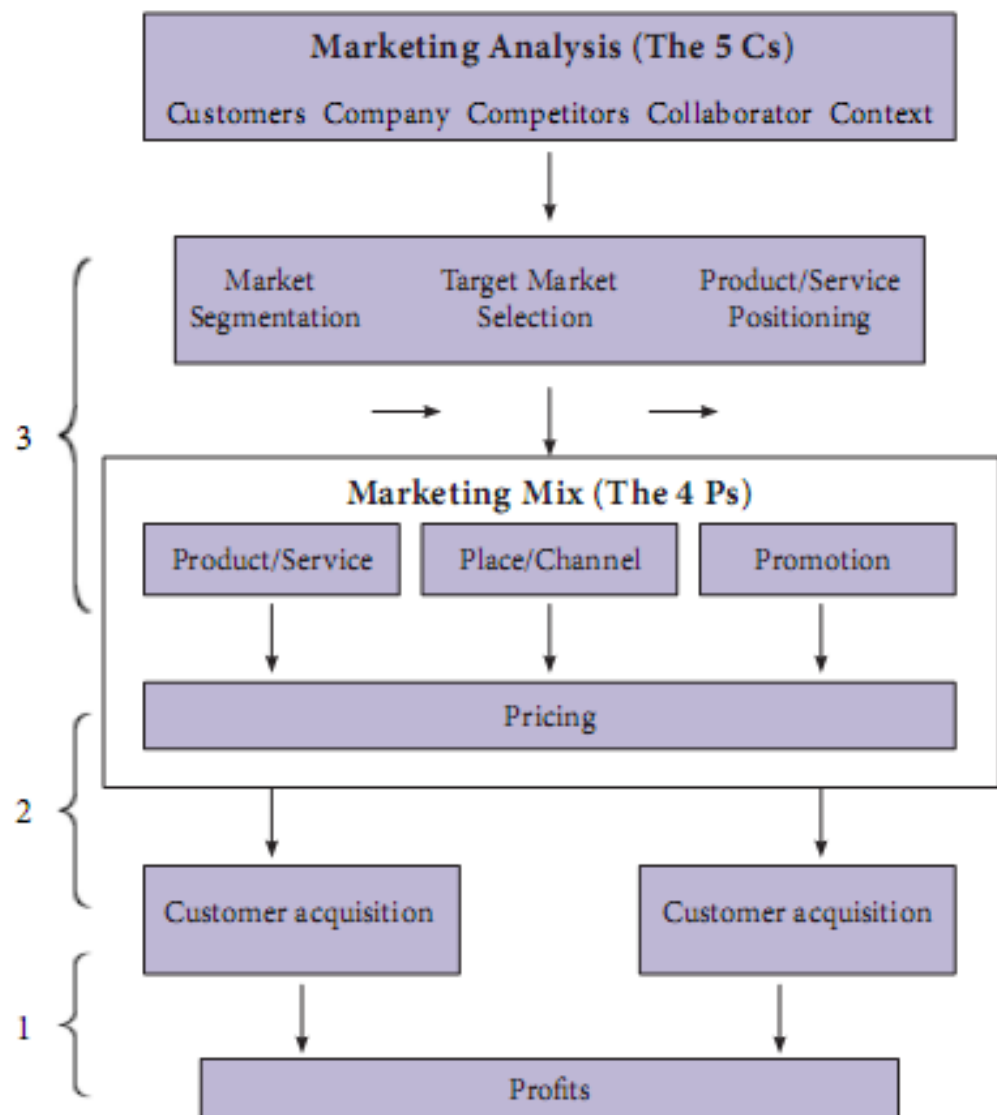 Marketing Analysis (The 5 Cs)
Customers Company Competitors Collaborator Context
Market Segmentation
Target Market Selection
Product/Service Positioning
3
Marketing Mix (The 4 Ps)
Product/Service
Place/Channel
Promotion
Pricing
2
Customer acquisition
Customer acquisition
1
Profits